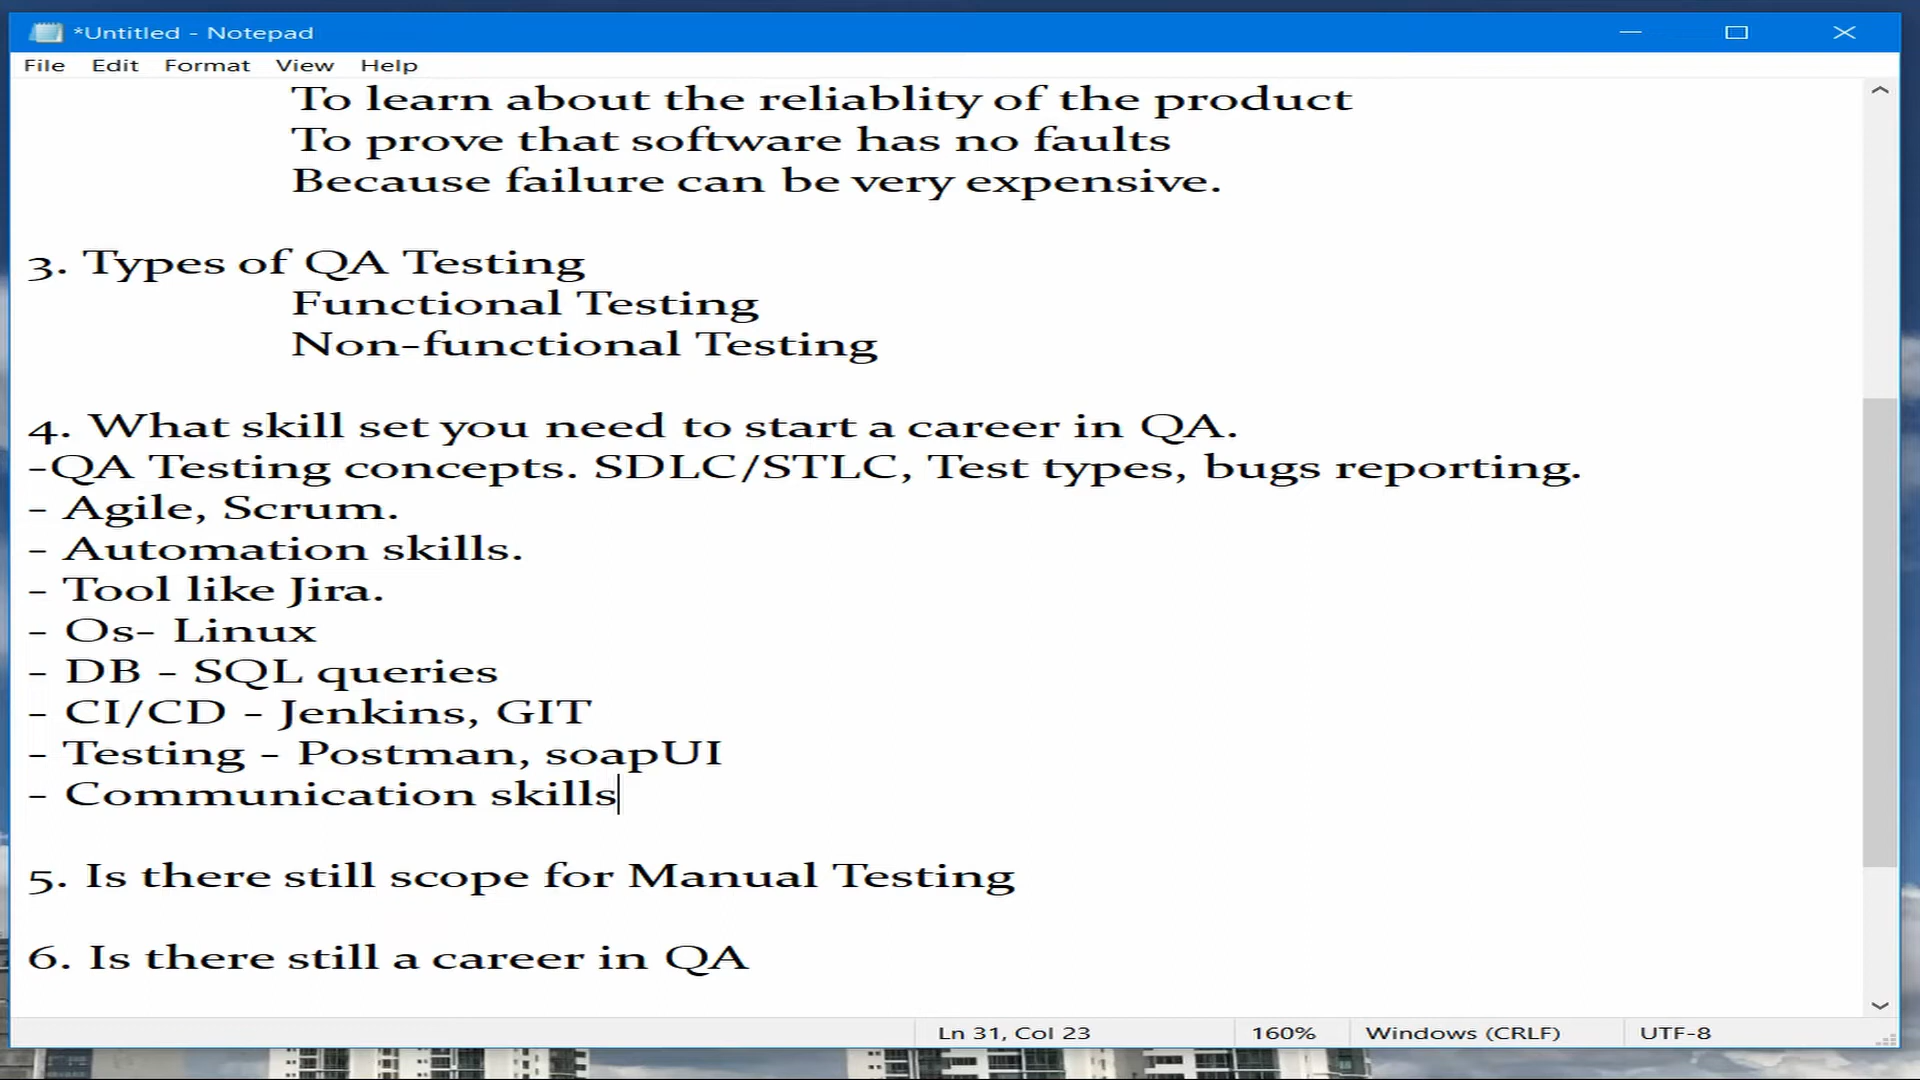 *Untitled - Notepad
File Edit Format View Help
To learn about the reliablity of the product
To prove that software has no faults
Because failure can be very expensive.
3. Types of QA Testing
Functional Testing
Non-functional Testing
4. What skill set you need to start a career in QA.
-QA Testing concepts. SDLC/STLC, Test types, bugs reporting.
- Agile, Scrum.
- Automation skills.
- Tool like Jira.
- Os- Linux
- DB - SQL queries
- CI/CD - Jenkins, GIT
- Testing - Postman, soapUI
- Communication skills
5. Is there still scope for Manual Testing
6. Is there still a career in QA
Ln 31, Col 23 160% Windows (CRLF) UTF-8